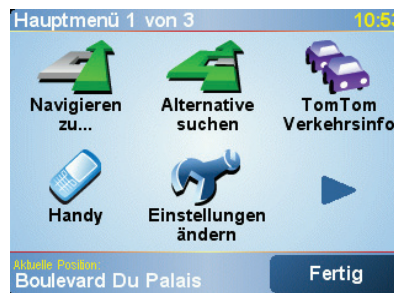 Hauptmenü 1 von 3
10:53
Navigieren
zu...
Alternative
suchen
TomTom
Verkehrsinfo
Handy
Einstellungen
ändern
Aktuelle Position:
Boulevard Du Palais
Fertig